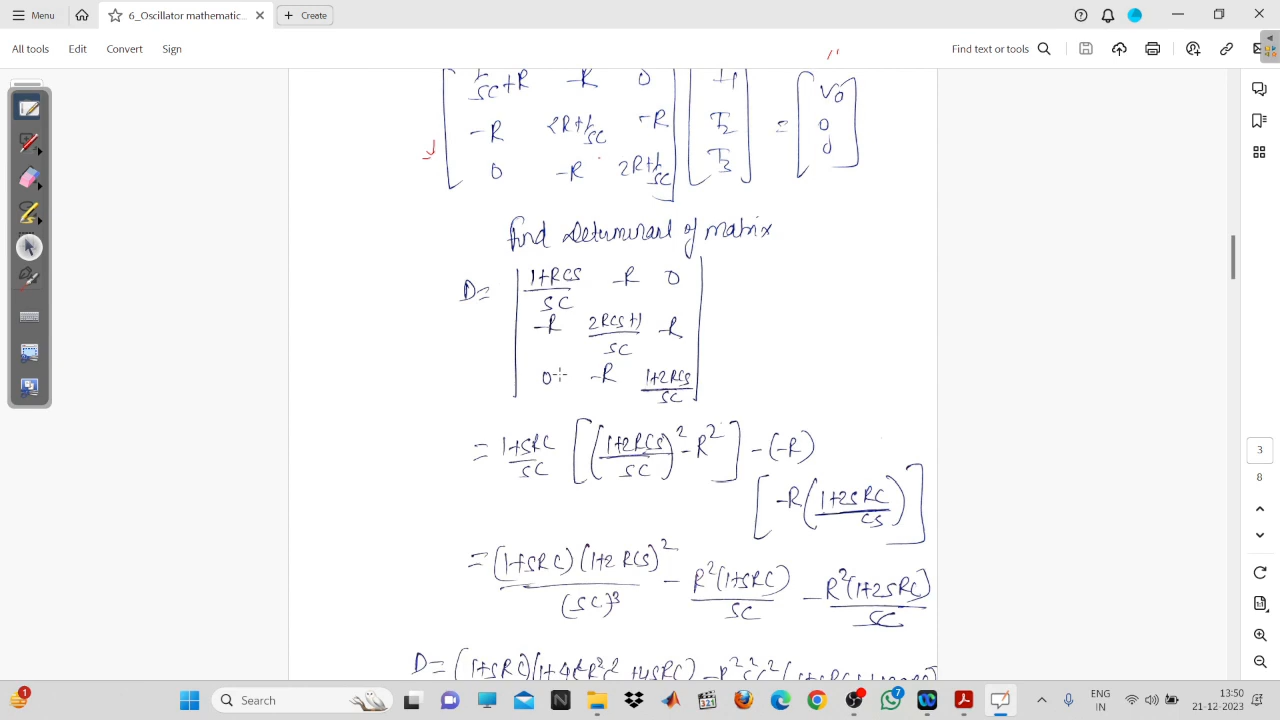 Menu
6_Oscillator mathematic...
Create
All tools Edit Convert Sign
Find text or tools
1/SC+R -R 0 I1 V0
-R 2R+1/SC -R I2 = 0
0 -R 2R+1/SC I3 0
find Determinant of matrix
D= 1+RCS/SC -R 0
-R 2RCS+1/SC -R
0 -R 1+2RCS/SC
= 1+SRC/SC [(1+2RCS/SC)² - R²] - (-R)
[-R(1+2SRC/CS)]
= (1+SRC)(1+2RCS)²/(SC)³ - R²(1+SRC)/SC - R²(1+2SRC)/SC
3
8
1
Search
7
ENG
IN
13:50
21-12-2023